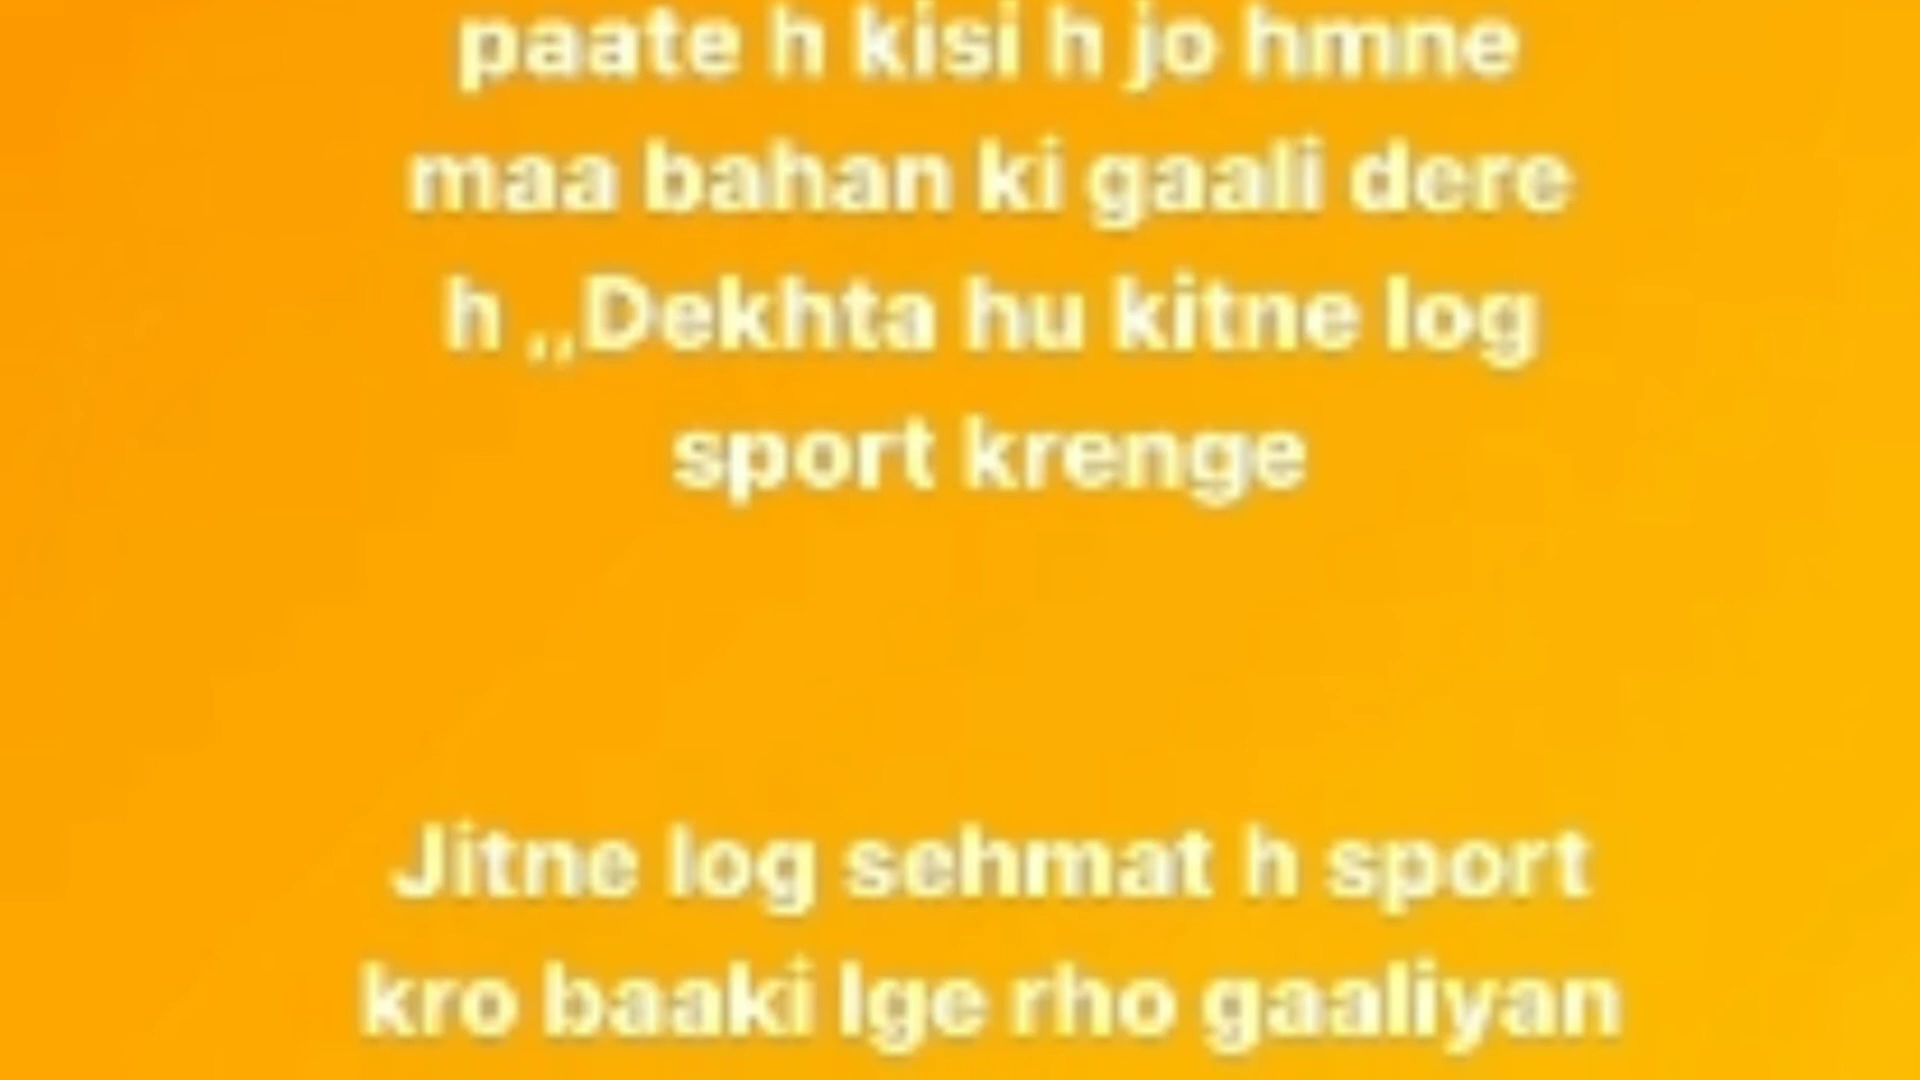 paate h kisi h jo hmne
maa bahan ki gaali dere
h ,,Dekhta hu kitne log
sport krenge
Jitne log sehmat h sport
kro baaki lge rho gaaliyan